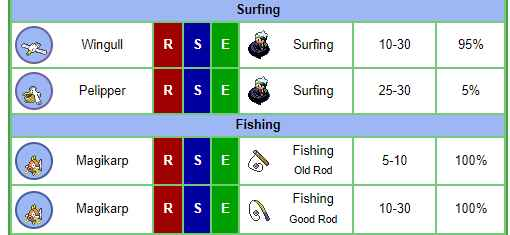 Surfing
Wingull R S E Surfing 10-30 95%
Pelipper R S E Surfing 25-30 5%
Fishing
Magikarp R S E Fishing Old Rod 5-10 100%
Magikarp R S E Fishing Good Rod 10-30 100%